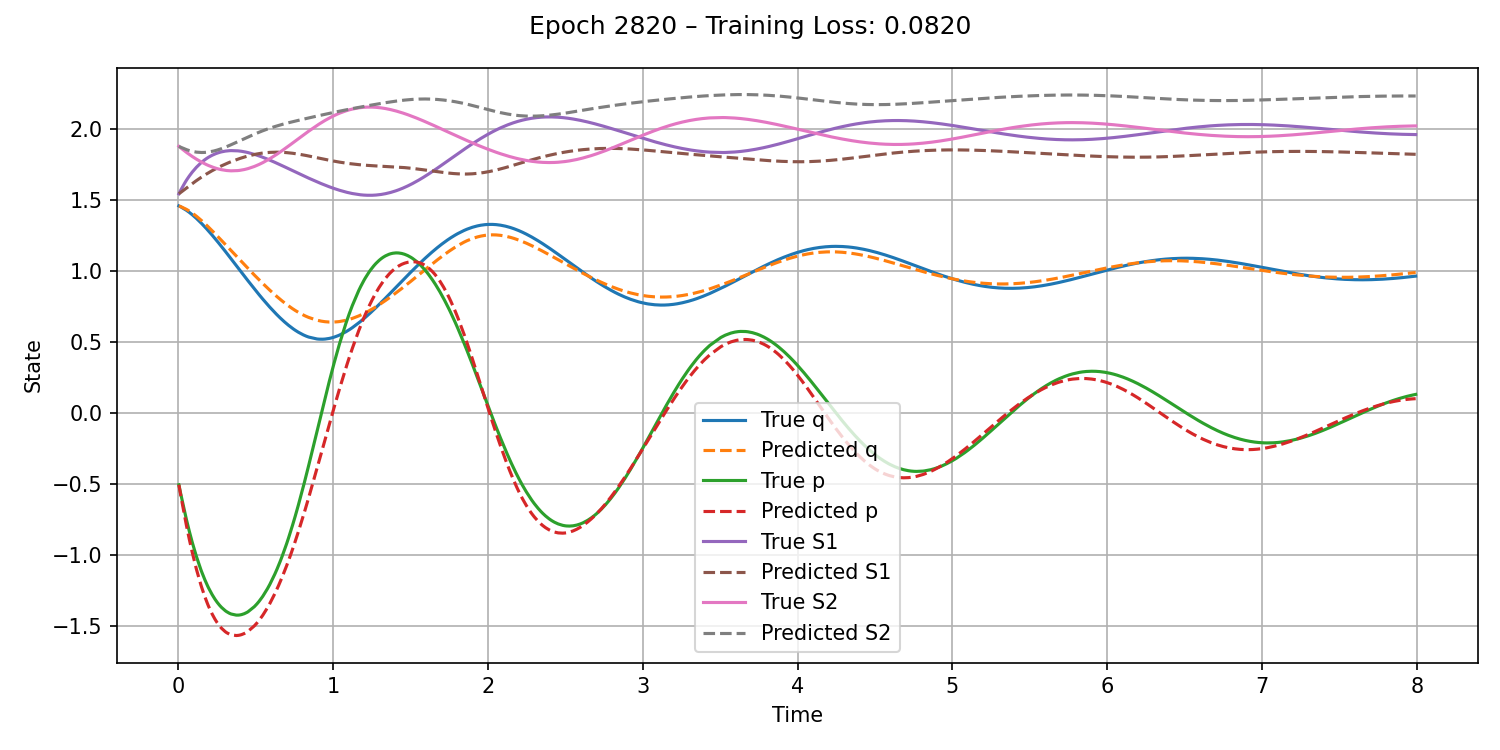 Epoch 2820 – Training Loss: 0.0820
State
2.0
1.5
1.0
0.5
0.0
−0.5
−1.0
−1.5
True q
Predicted q
True p
Predicted p
True S1
Predicted S1
True S2
Predicted S2
0 1 2 3 4 5 6 7 8
Time